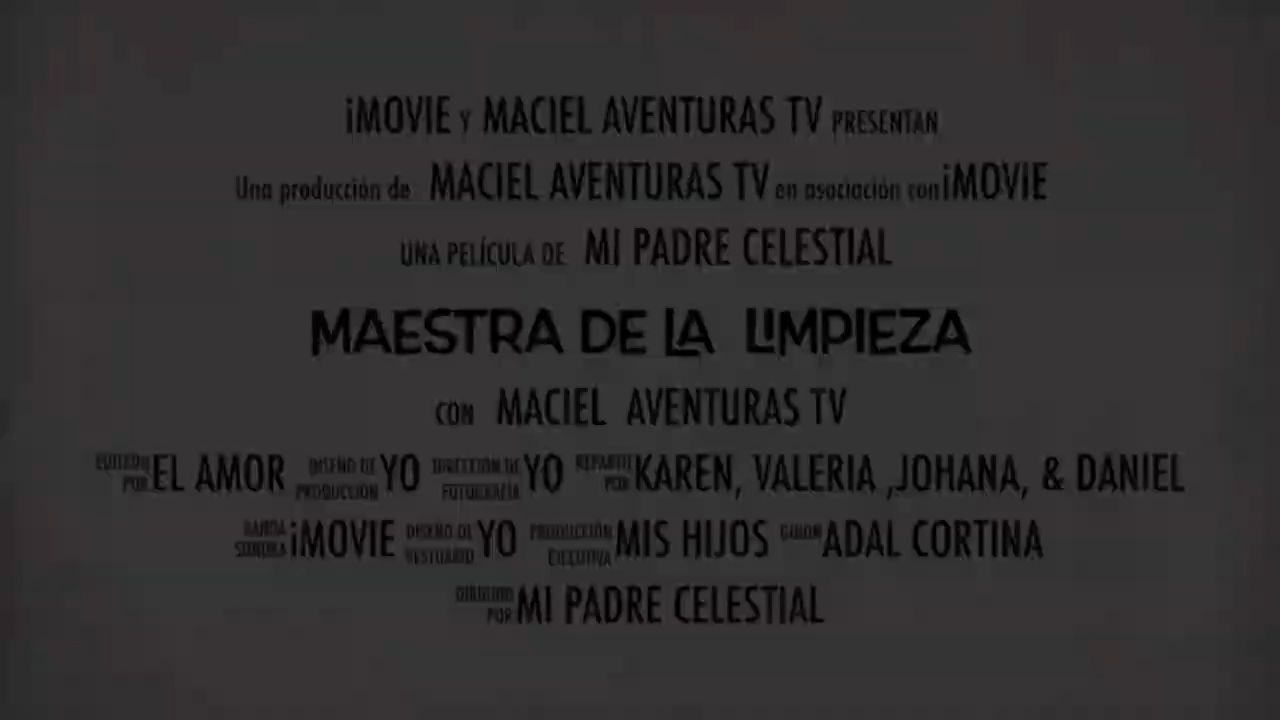 iMOVIE Y MACIEL AVENTURAS TV PRESENTAN
Una producción de MACIEL AVENTURAS TV en asociación con iMOVIE
UNA PELÍCULA DE MI PADRE CELESTIAL
MAESTRA DE LA LIMPIEZA
CON MACIEL AVENTURAS TV
EDITADO POR EL AMOR DISEÑO DE PRODUCCIÓN YO DIRECCIÓN DE FOTOGRAFÍA YO REPARTO POR KAREN, VALERIA ,JOHANA, & DANIEL
BANDA SONORA iMOVIE DISEÑO DE VESTUARIO YO PRODUCCIÓN EJECUTIVA MIS HIJOS GUION ADAL CORTINA
DIRIGIDO POR MI PADRE CELESTIAL